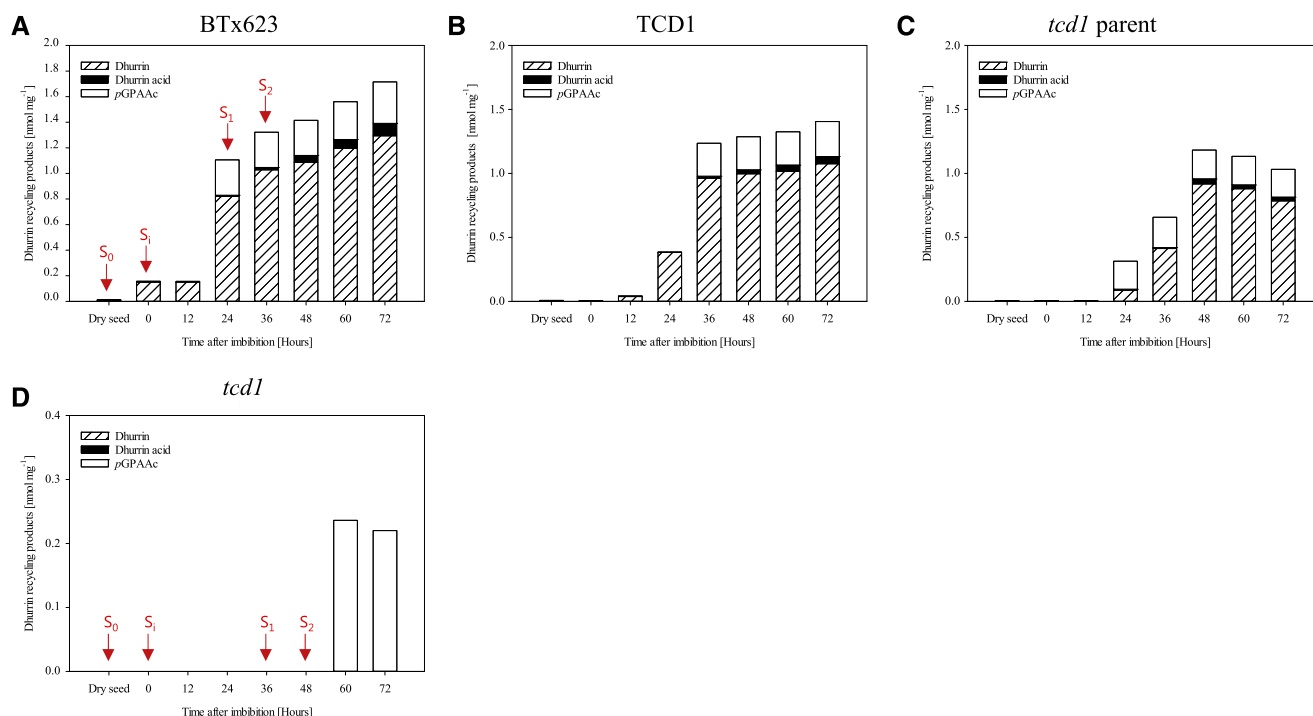 A
BTx623
Dhurrin recycling products [nmol mg⁻¹]
2.0
1.8
1.6
1.4
1.2
1.0
0.8
0.6
0.4
0.2
0.0
Dhurrin
Dhurrin acid
pGPAAc
S₀
Sᵢ
S₁
S₂
Dry seed 0 12 24 36 48 60 72
Time after imbibition [Hours]
B
TCD1
Dhurrin recycling products [nmol mg⁻¹]
2.0
1.5
1.0
0.5
0.0
Dhurrin
Dhurrin acid
pGPAAc
Dry seed 0 12 24 36 48 60 72
Time after imbibition [Hours]
C
tcd1 parent
Dhurrin recycling products [nmol mg⁻¹]
2.0
1.5
1.0
0.5
0.0
Dhurrin
Dhurrin acid
pGPAAc
Dry seed 0 12 24 36 48 60 72
Time after imbibition [Hours]
D
tcd1
Dhurrin recycling products [nmol mg⁻¹]
0.4
0.3
0.2
0.1
0.0
Dhurrin
Dhurrin acid
pGPAAc
S₀ Sᵢ S₁ S₂
Dry seed 0 12 24 36 48 60 72
Time after imbibition [Hours]